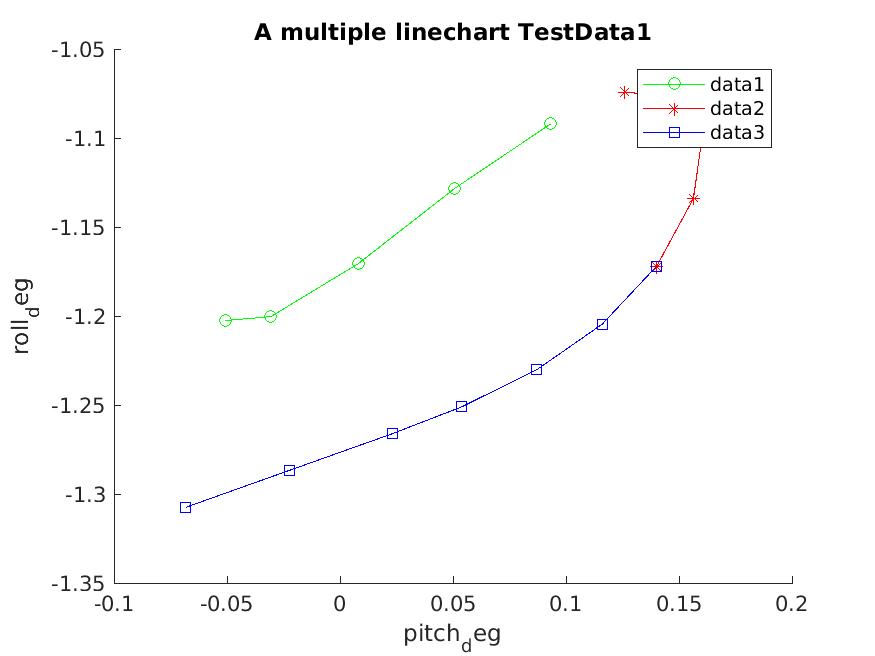 A multiple linechart TestData1
-1.05
-1.1
-1.15
-1.2
-1.25
-1.3
-1.35
roll_deg
data1
data2
data3
-0.1 -0.05 0 0.05 0.1 0.15 0.2
pitch_deg